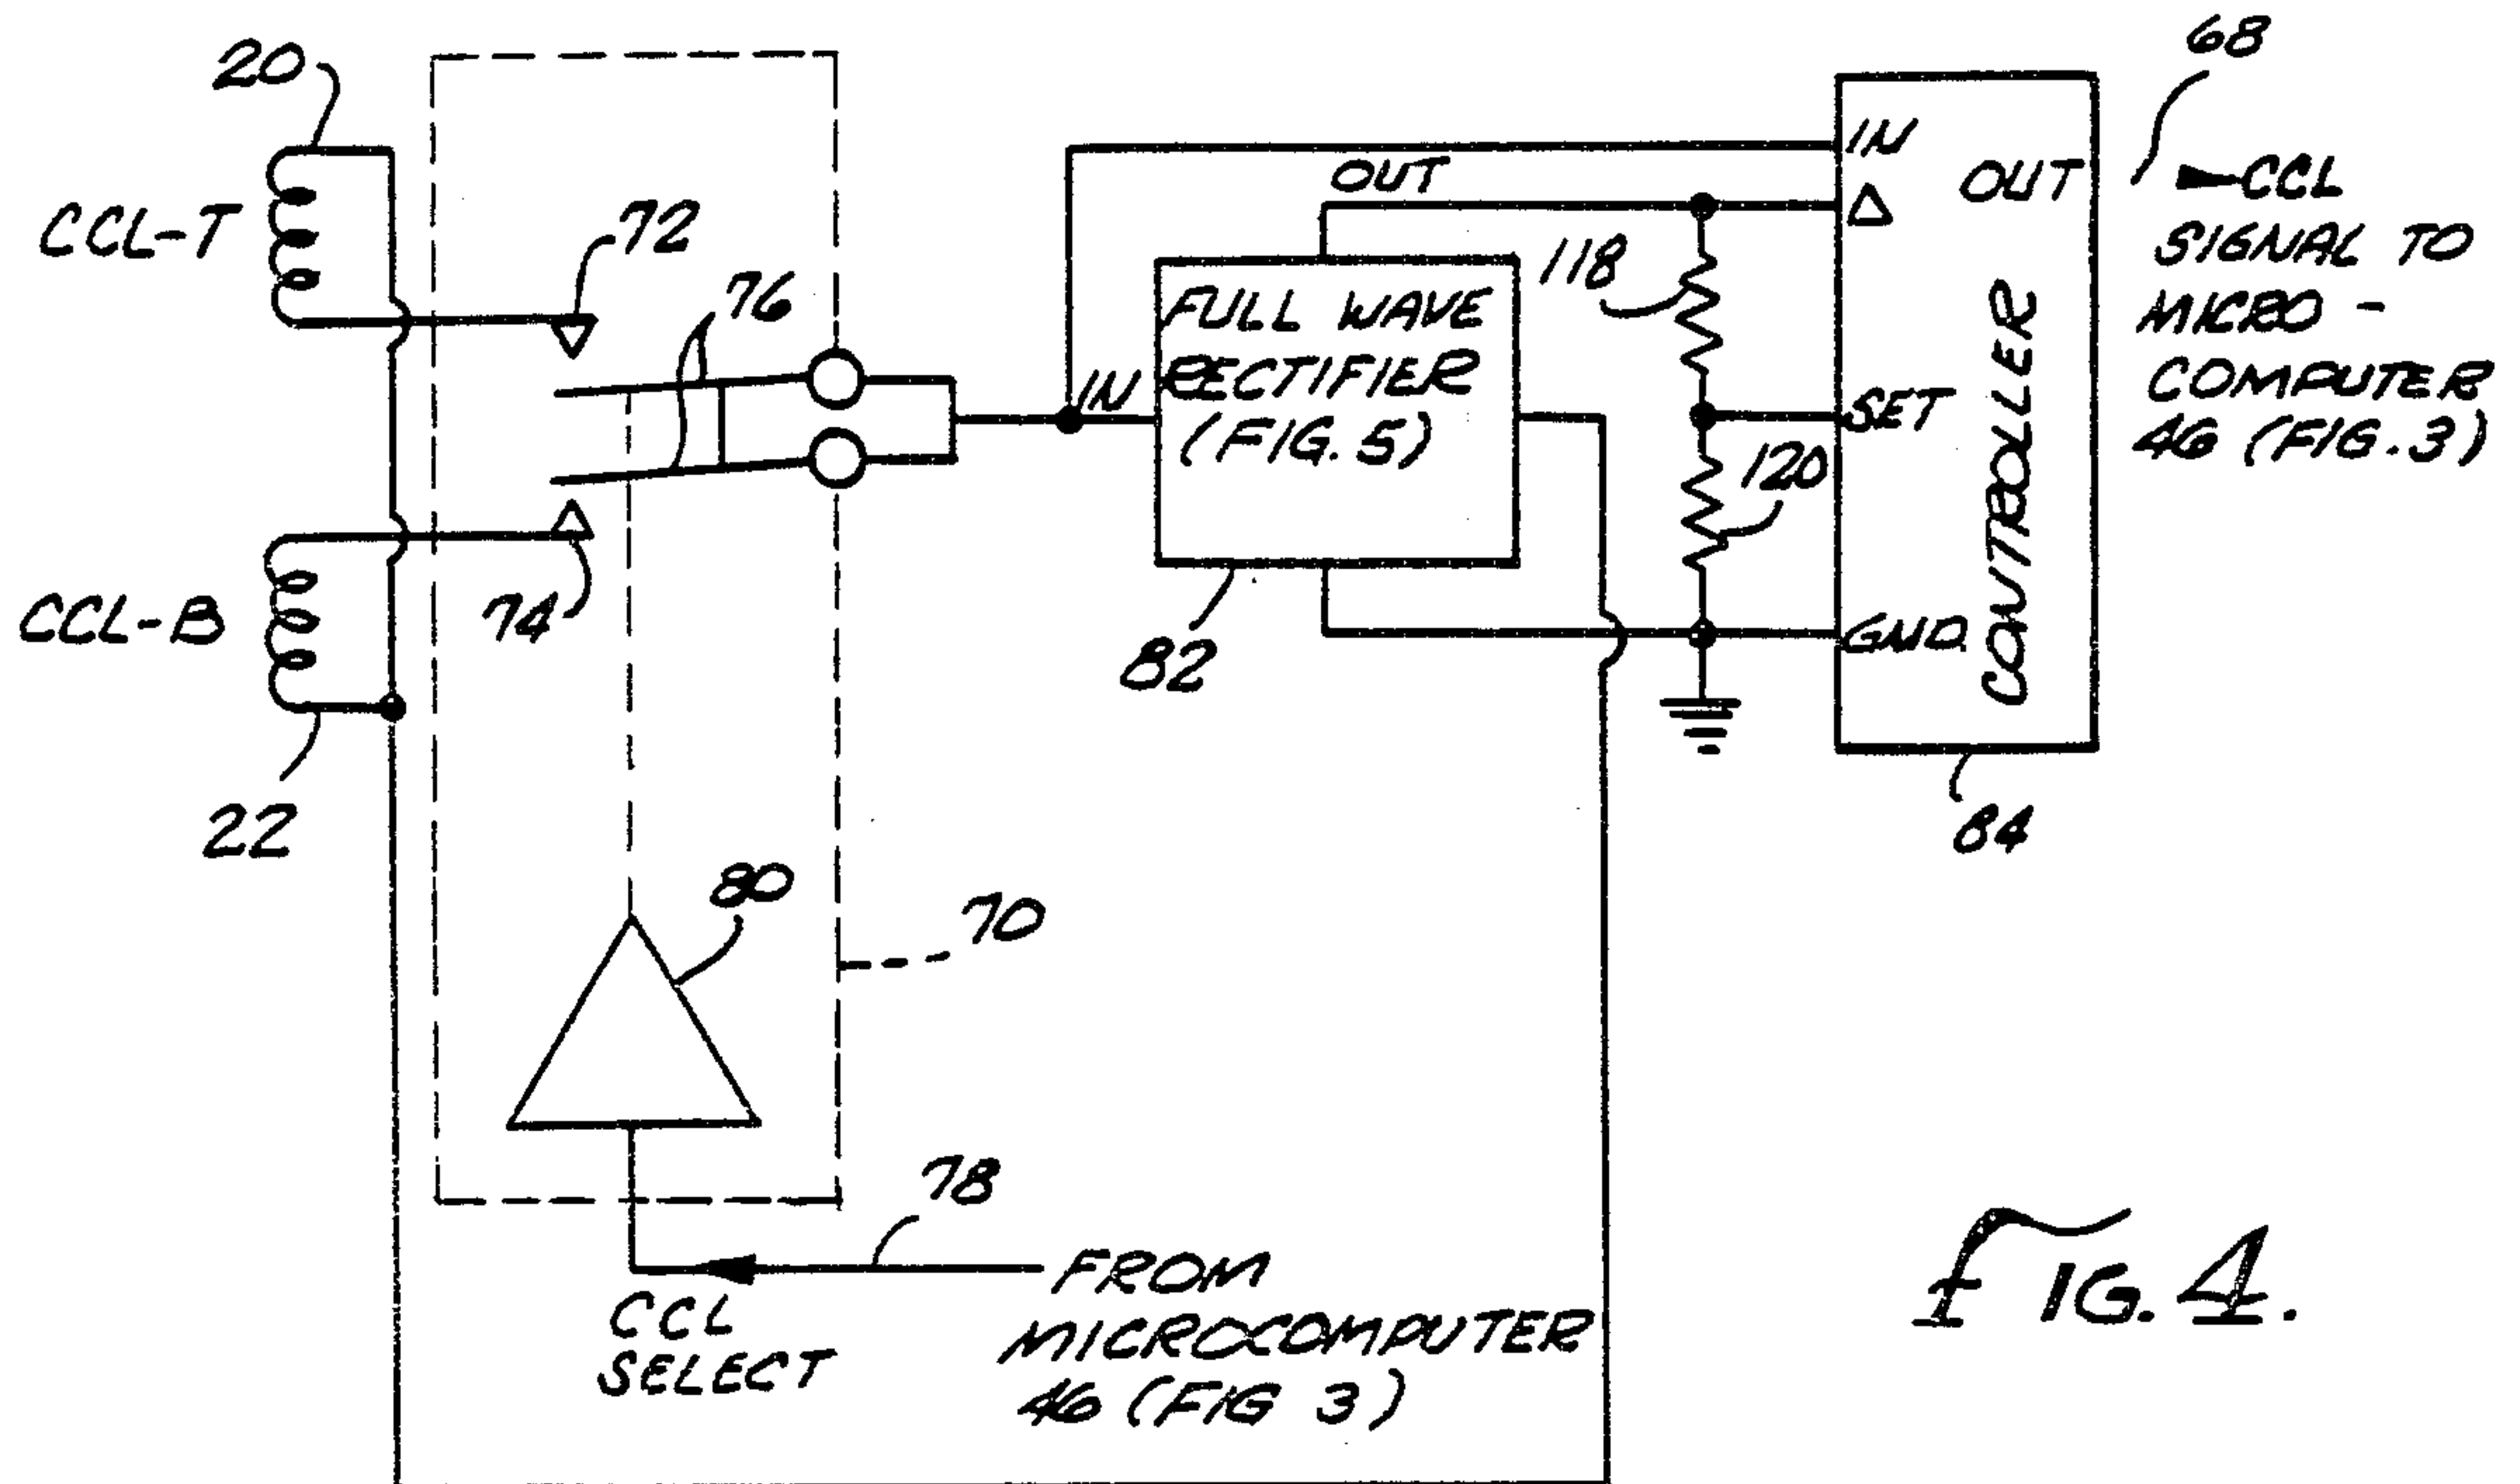 20
68
CCL-T
72
76
IN
OUT
OUT
CCL
SIGNAL TO
MICRO-
COMPUTER
46 (FIG. 3)
118
IN
FULL WAVE
RECTIFIER
(FIG. 5)
SET
CONTROLLER
120
CCL-B
74
82
GND.
22
84
80
70
78
CCL
SELECT
FROM
MICROCOMPUTER
46 (FIG 3)
FIG. 4.